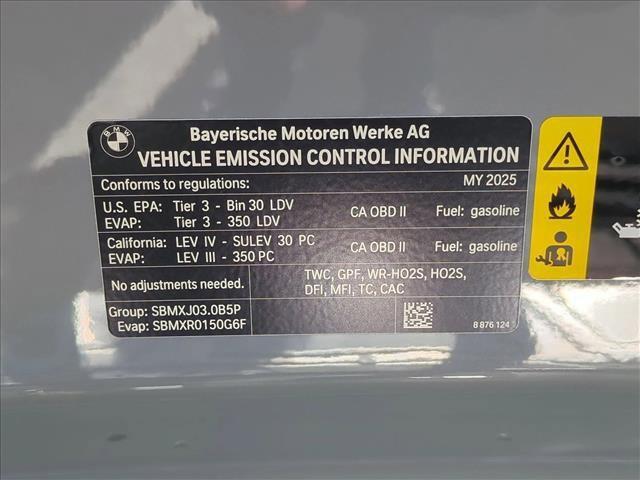 BMW
Bayerische Motoren Werke AG
VEHICLE EMISSION CONTROL INFORMATION
Conforms to regulations: MY 2025
U.S. EPA: Tier 3 - Bin 30 LDV CA OBD II Fuel: gasoline
EVAP: Tier 3 - 350 LDV
California: LEV IV - SULEV 30 PC CA OBD II Fuel: gasoline
EVAP: LEV III - 350 PC
No adjustments needed. TWC, GPF, WR-HO2S, HO2S,
DFI, MFI, TC, CAC
Group: SBMXJ03.0B5P
Evap: SBMXR0150G6F 8 876 124